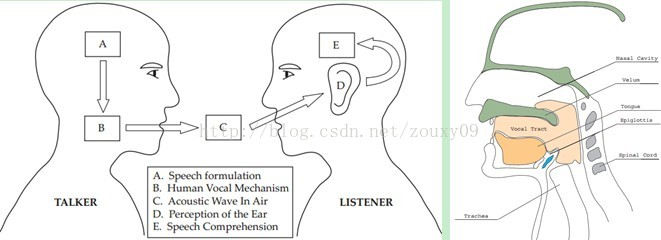 A
B
C
D
E
http://blog.csdn.net/zouxy09
A. Speech formulation
B. Human Vocal Mechanism
C. Acoustic Wave In Air
D. Perception of the Ear
E. Speech Comprehension
TALKER
LISTENER
Nasal Cavity
Velum
Tongue
Epiglottis
Vocal Tract
Spinal Cord
Trachea